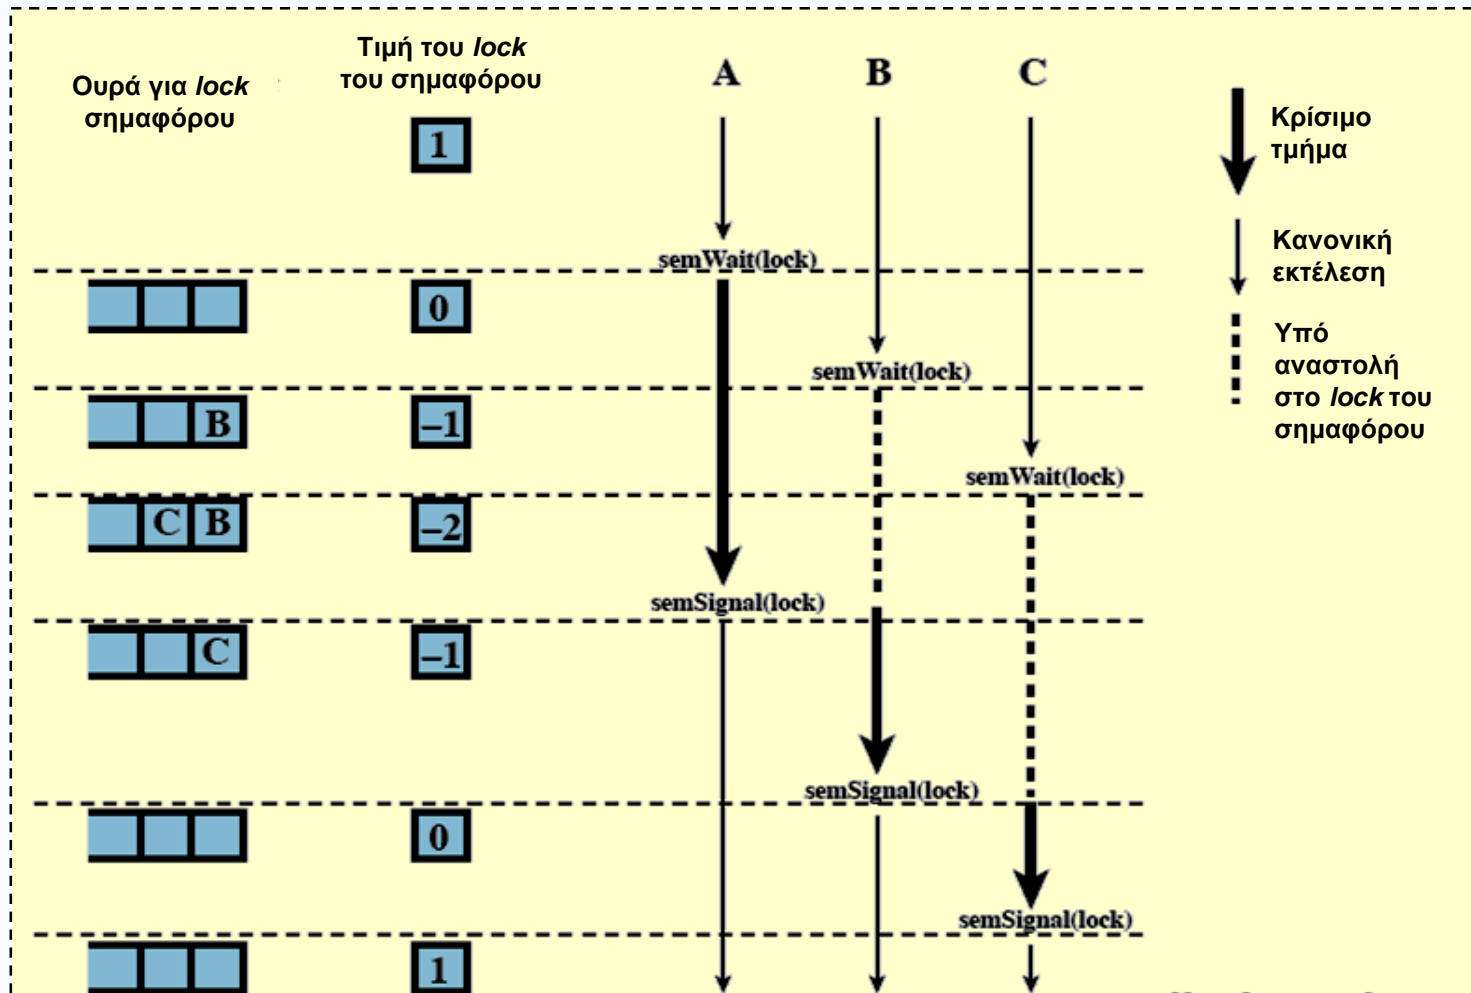 Ουρά για lock
σημαφόρου
Τιμή του lock
του σημαφόρου
A
B
C
1
Κρίσιμο
τμήμα
Κανονική
εκτέλεση
Υπό
αναστολή
στο lock του
σημαφόρου
semWait(lock)
0
semWait(lock)
B
–1
semWait(lock)
C B
–2
semSignal(lock)
C
–1
semSignal(lock)
0
semSignal(lock)
1